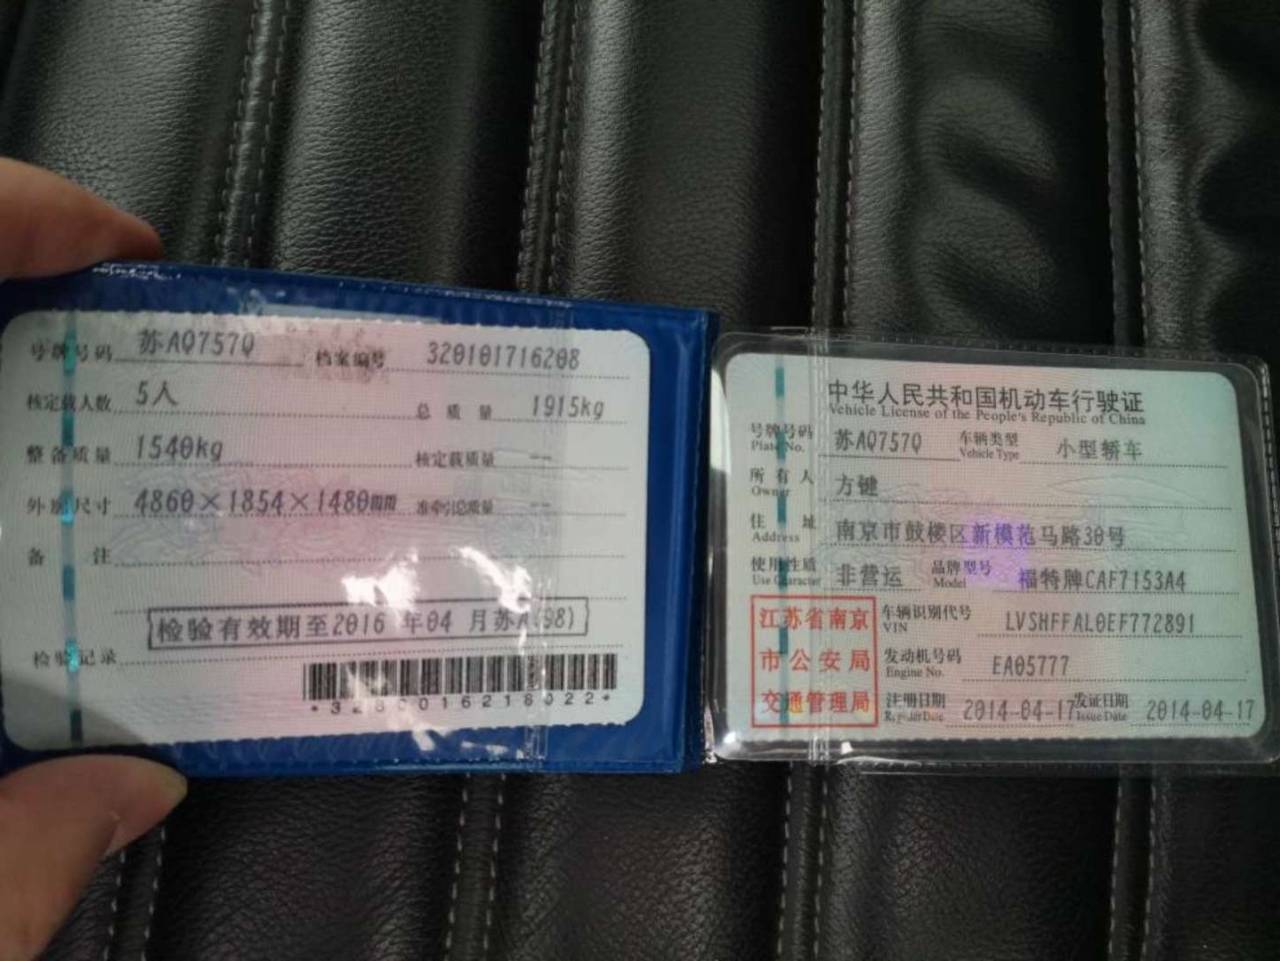 号牌号码 苏AQ757Q 档案编号 320101716208
核定载人数 5人 总质量 1915kg
整备质量 1540kg 核定载质量 --
外廓尺寸 4860×1854×1480mm 准牵引总质量 --
备注
检验有效期至2016年04月苏A(98)
检验记录
*3280016218022*
中华人民共和国机动车行驶证
Vehicle License of the People's Republic of China
号牌号码 苏AQ757Q 车辆类型 小型轿车
Plate No. Vehicle Type
所有人 方键
Owner
住址 南京市鼓楼区新模范马路30号
Address
使用性质 非营运 品牌型号 福特牌CAF7153A4
Use Character Model
江苏省南京
市公安局
交通管理局
车辆识别代号 LVSHFFAL0EF772891
VIN
发动机号码 EA05777
Engine No.
注册日期 2014-04-17 发证日期 2014-04-17
Register Date Issue Date